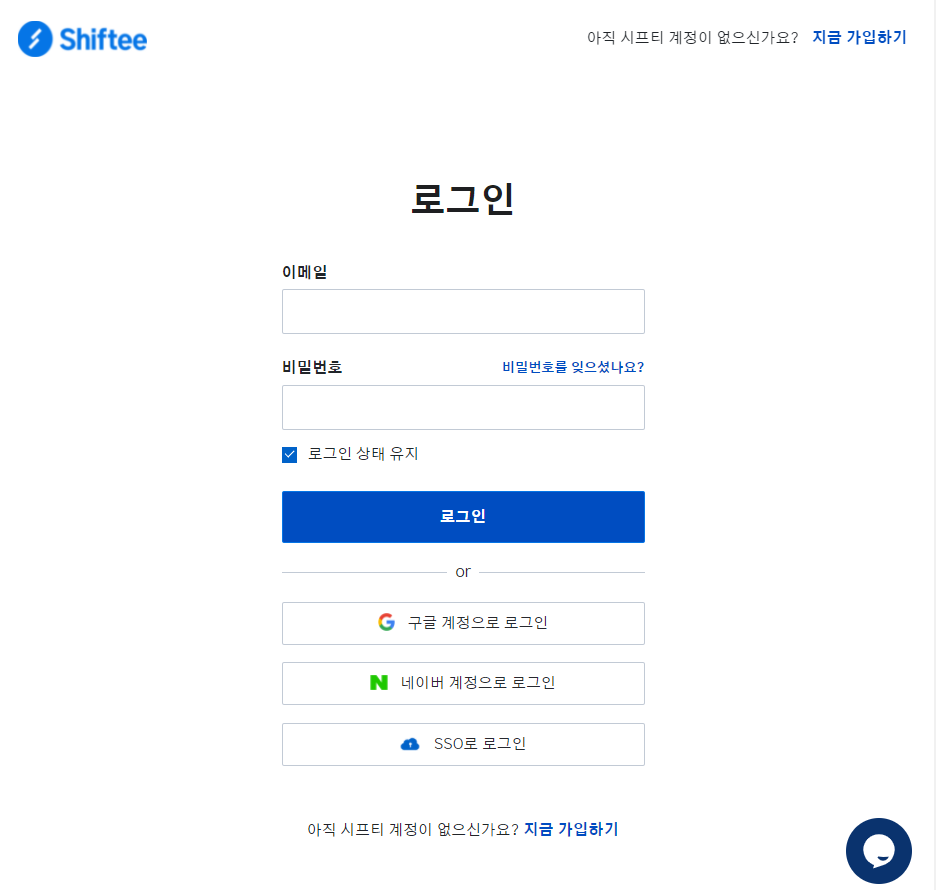 Shiftee
아직 시프티 계정이 없으신가요? 지금 가입하기
로그인
이메일
비밀번호 비밀번호를 잊으셨나요?
로그인 상태 유지
로그인
or
구글 계정으로 로그인
네이버 계정으로 로그인
SSO로 로그인
아직 시프티 계정이 없으신가요? 지금 가입하기